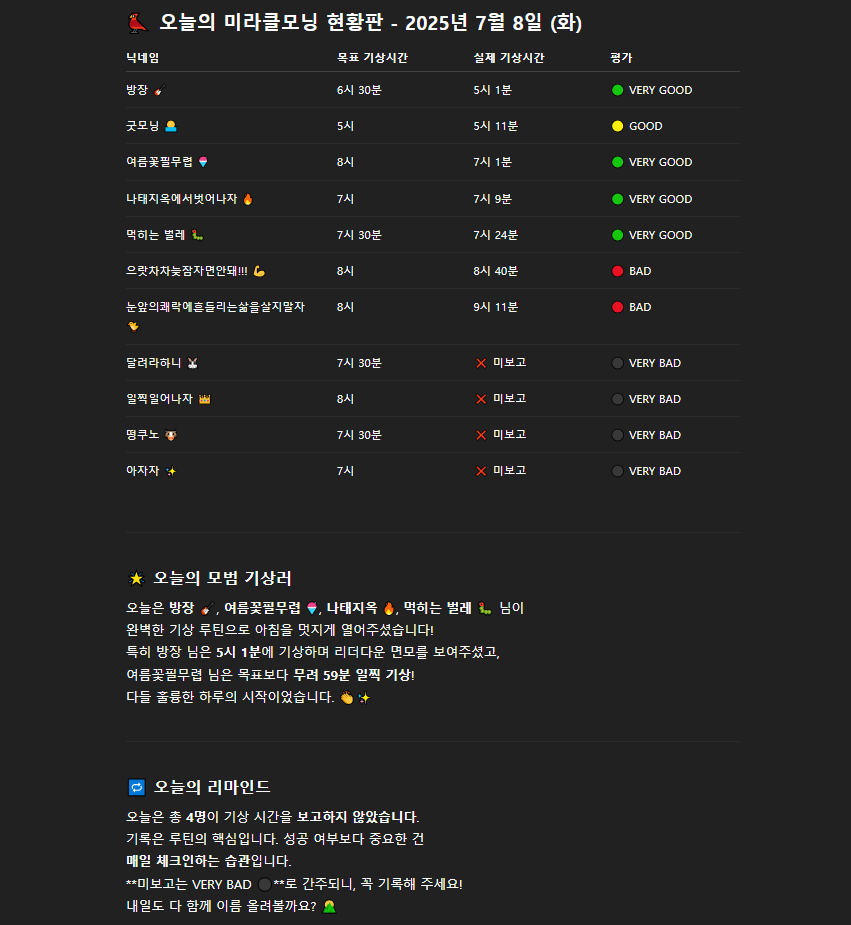 오늘의 미라클모닝 현황판 - 2025년 7월 8일 (화)
닉네임 목표 기상시간 실제 기상시간 평가
방장 🎸 6시 30분 5시 1분 🟢 VERY GOOD
굿모닝 5시 5시 11분 🟡 GOOD
여름꽃필무렵 🍧 8시 7시 1분 🟢 VERY GOOD
나태지옥에서벗어나자 🔥 7시 7시 9분 🟢 VERY GOOD
먹히는 벌레 🐛 7시 30분 7시 24분 🟢 VERY GOOD
으랏차차늦잠자면안돼!!! 💪 8시 8시 40분 🔴 BAD
눈앞의쾌락에흔들리는삶을살지말자 8시 9시 11분 🔴 BAD
🐤
달려라하니 🐰 7시 30분 ❌ 미보고 ⚫ VERY BAD
일찍일어나자 👑 8시 ❌ 미보고 ⚫ VERY BAD
떵쿠노 🐮 7시 30분 ❌ 미보고 ⚫ VERY BAD
아자자 ✨ 7시 ❌ 미보고 ⚫ VERY BAD
🌟 오늘의 모범 기상러
오늘은 방장 🎸, 여름꽃필무렵 🍧, 나태지옥 🔥, 먹히는 벌레 🐛 님이
완벽한 기상 루틴으로 아침을 멋지게 열어주셨습니다!
특히 방장 님은 5시 1분에 기상하며 리더다운 면모를 보여주셨고,
여름꽃필무렵 님은 목표보다 무려 59분 일찍 기상!
다들 훌륭한 하루의 시작이었습니다. 👏 ✨
🔁 오늘의 리마인드
오늘은 총 4명이 기상 시간을 보고하지 않았습니다.
기록은 루틴의 핵심입니다. 성공 여부보다 중요한 건
매일 체크인하는 습관입니다.
**미보고는 VERY BAD ⚫**로 간주되니, 꼭 기록해 주세요!
내일도 다 함께 이름 올려볼까요?